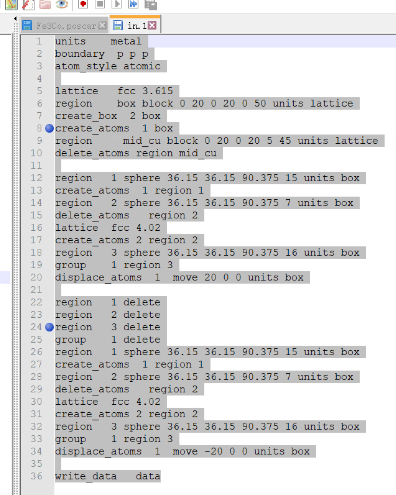 Fe3Co.poscar in.1
1 units metal
2 boundary p p p
3 atom_style atomic
4
5 lattice fcc 3.615
6 region box block 0 20 0 20 0 50 units lattice
7 create_box 2 box
8 create_atoms 1 box
9 region mid_cu block 0 20 0 20 5 45 units lattice
10 delete_atoms region mid_cu
11
12 region 1 sphere 36.15 36.15 90.375 15 units box
13 create_atoms 1 region 1
14 region 2 sphere 36.15 36.15 90.375 7 units box
15 delete_atoms region 2
16 lattice fcc 4.02
17 create_atoms 2 region 2
18 region 3 sphere 36.15 36.15 90.375 16 units box
19 group 1 region 3
20 displace_atoms 1 move 20 0 0 units box
21
22 region 1 delete
23 region 2 delete
24 region 3 delete
25 group 1 delete
26 region 1 sphere 36.15 36.15 90.375 15 units box
27 create_atoms 1 region 1
28 region 2 sphere 36.15 36.15 90.375 7 units box
29 delete_atoms region 2
30 lattice fcc 4.02
31 create_atoms 2 region 2
32 region 3 sphere 36.15 36.15 90.375 16 units box
33 group 1 region 3
34 displace_atoms 1 move -20 0 0 units box
35
36 write_data data